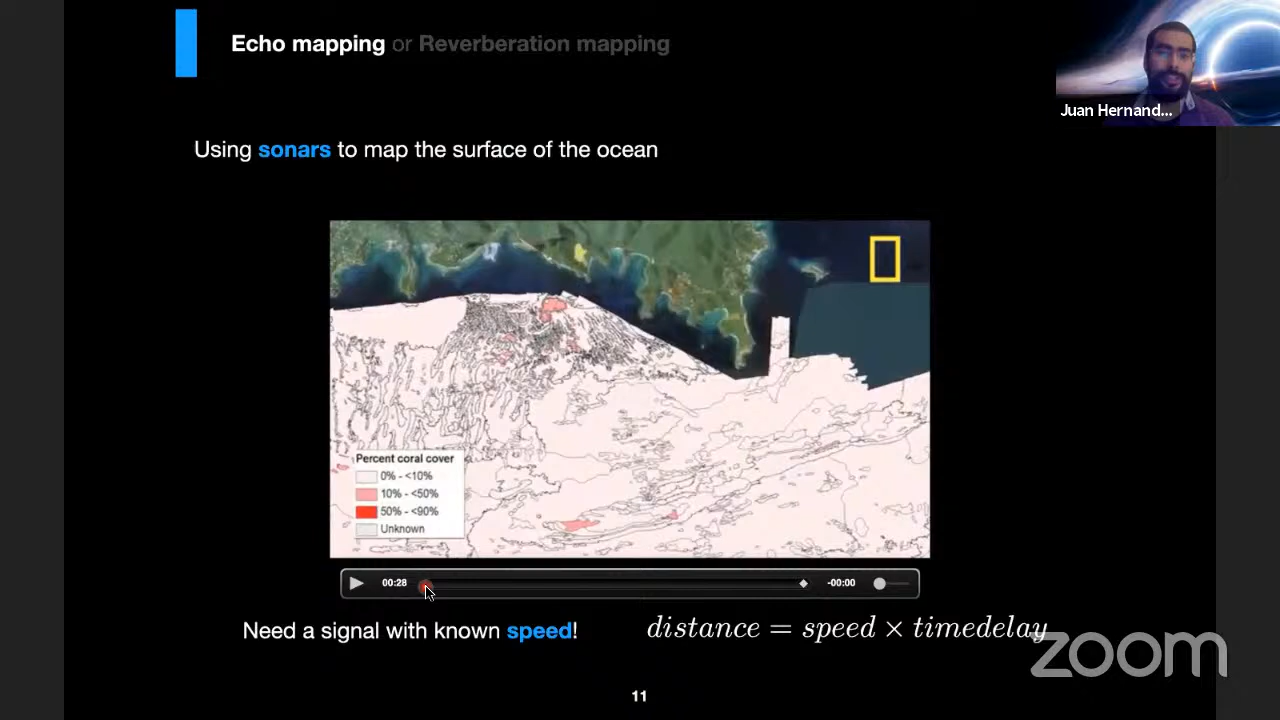 Echo mapping or Reverberation mapping
Juan Hernand...
Using sonars to map the surface of the ocean
Percent coral cover
0% - <10%
10% - <50%
50% - <90%
Unknown
00:28
-00:00
Need a signal with known speed!
distance = speed × timedelay
zoom
11